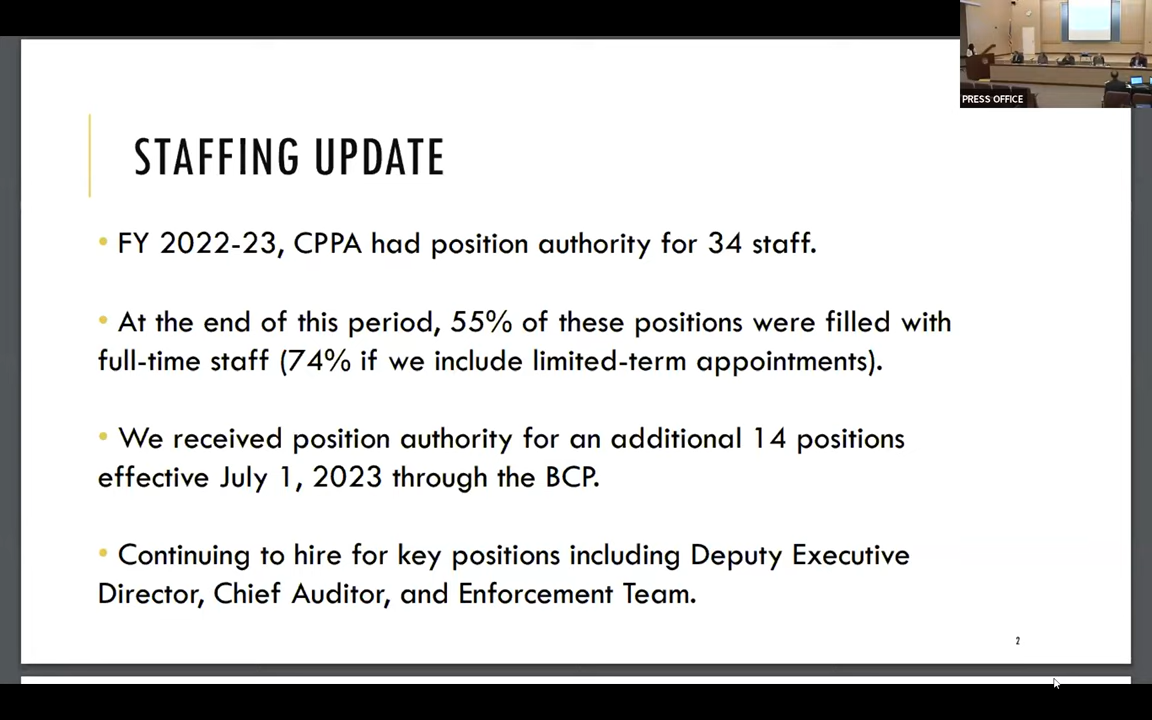 PRESS OFFICE
STAFFING UPDATE
• FY 2022-23, CPPA had position authority for 34 staff.
• At the end of this period, 55% of these positions were filled with
full-time staff (74% if we include limited-term appointments).
• We received position authority for an additional 14 positions
effective July 1, 2023 through the BCP.
• Continuing to hire for key positions including Deputy Executive
Director, Chief Auditor, and Enforcement Team.
2